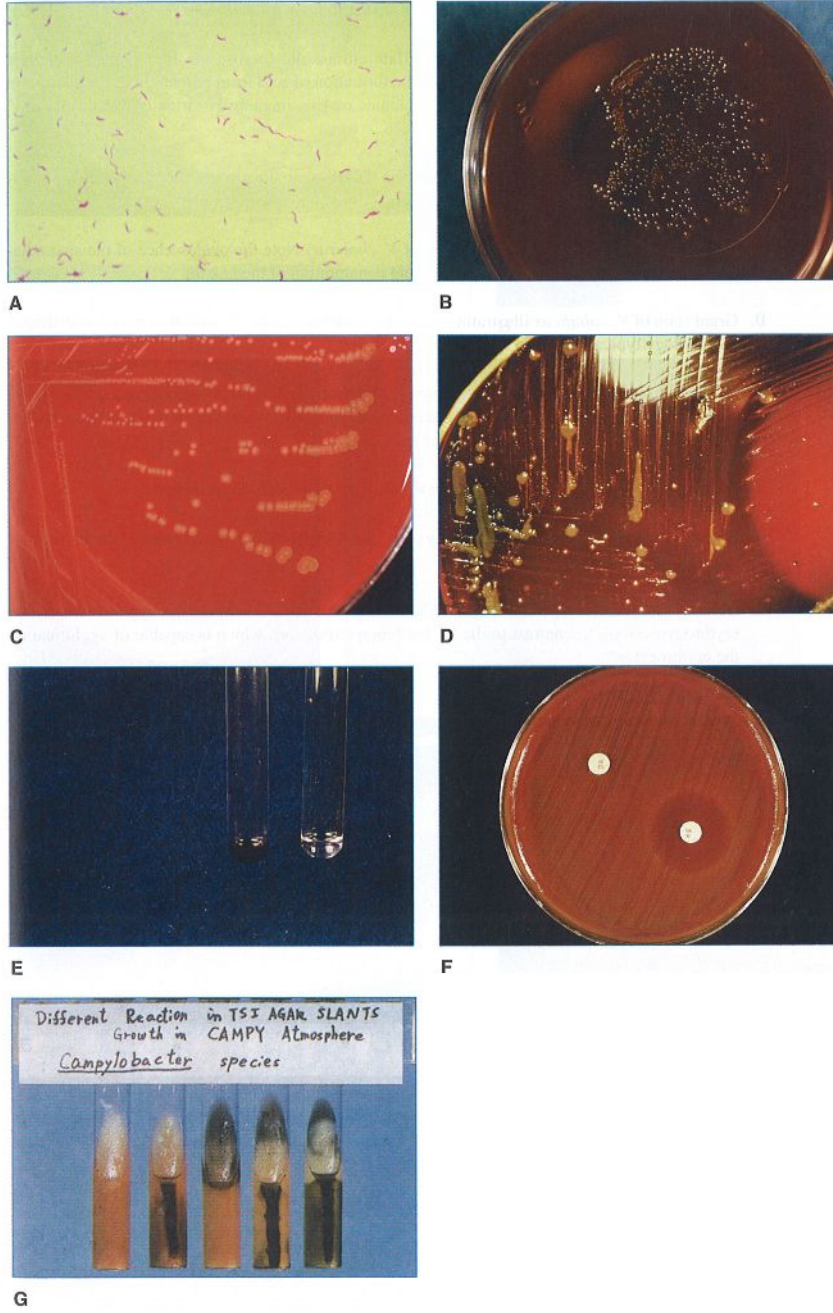 A
B
C
D
E
F
Different Reaction in TSI AGAR SLANTS
Growth in CAMPY Atmosphere
Campylobacter species
G